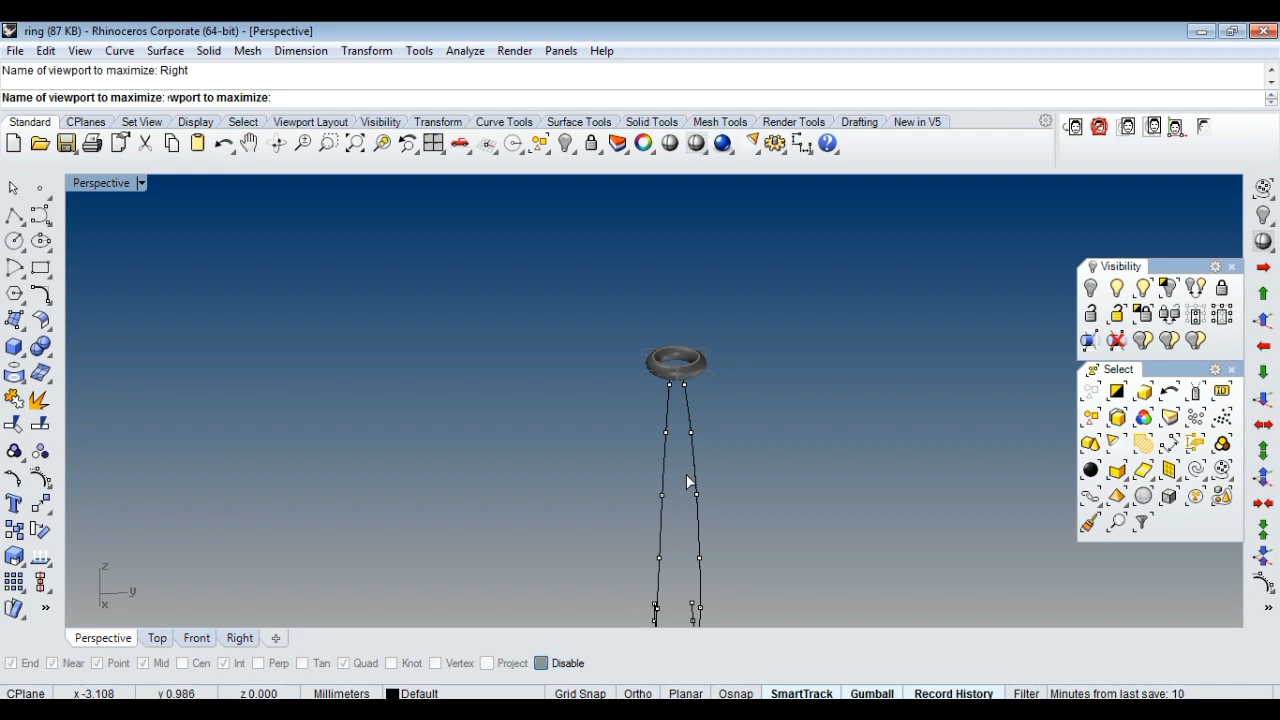 ring (87 KB) - Rhinoceros Corporate (64-bit) - [Perspective]
File Edit View Curve Surface Solid Mesh Dimension Transform Tools Analyze Render Panels Help
Name of viewport to maximize: Right
Name of viewport to maximize: wport to maximize:
Standard CPlanes Set View Display Select Viewport Layout Visibility Transform Curve Tools Surface Tools Solid Tools Mesh Tools Render Tools Drafting New in V5
Perspective
Visibility
Select
z
y
x
Perspective Top Front Right
End Near Point Mid Cen Int Perp Tan Quad Knot Vertex Project Disable
CPlane x -3.108 y 0.986 z 0.000 Millimeters Default Grid Snap Ortho Planar Osnap SmartTrack Gumball Record History Filter Minutes from last save: 10